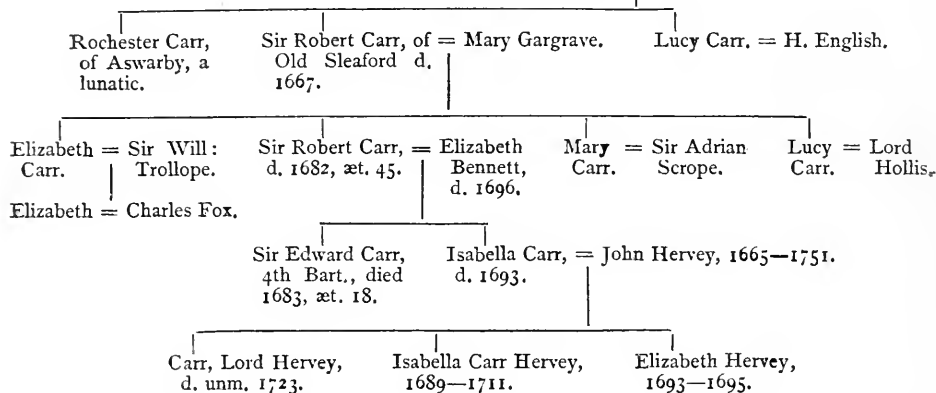 Rochester Carr, Sir Robert Carr, of = Mary Gargrave. Lucy Carr. = H. English.
of Aswarby, a Old Sleaford d.
lunatic. 1667.
Elizabeth = Sir Will: Sir Robert Carr, = Elizabeth Mary = Sir Adrian Lucy = Lord
Carr. Trollope. d. 1682, æt. 45. Bennett, Carr. Scrope. Carr. Hollis.
d. 1696.
Elizabeth = Charles Fox.
Sir Edward Carr, Isabella Carr, = John Hervey, 1665—1751.
4th Bart., died d. 1693.
1683, æt. 18.
Carr, Lord Hervey, Isabella Carr Hervey, Elizabeth Hervey,
d. unm. 1723. 1689—1711. 1693—1695.